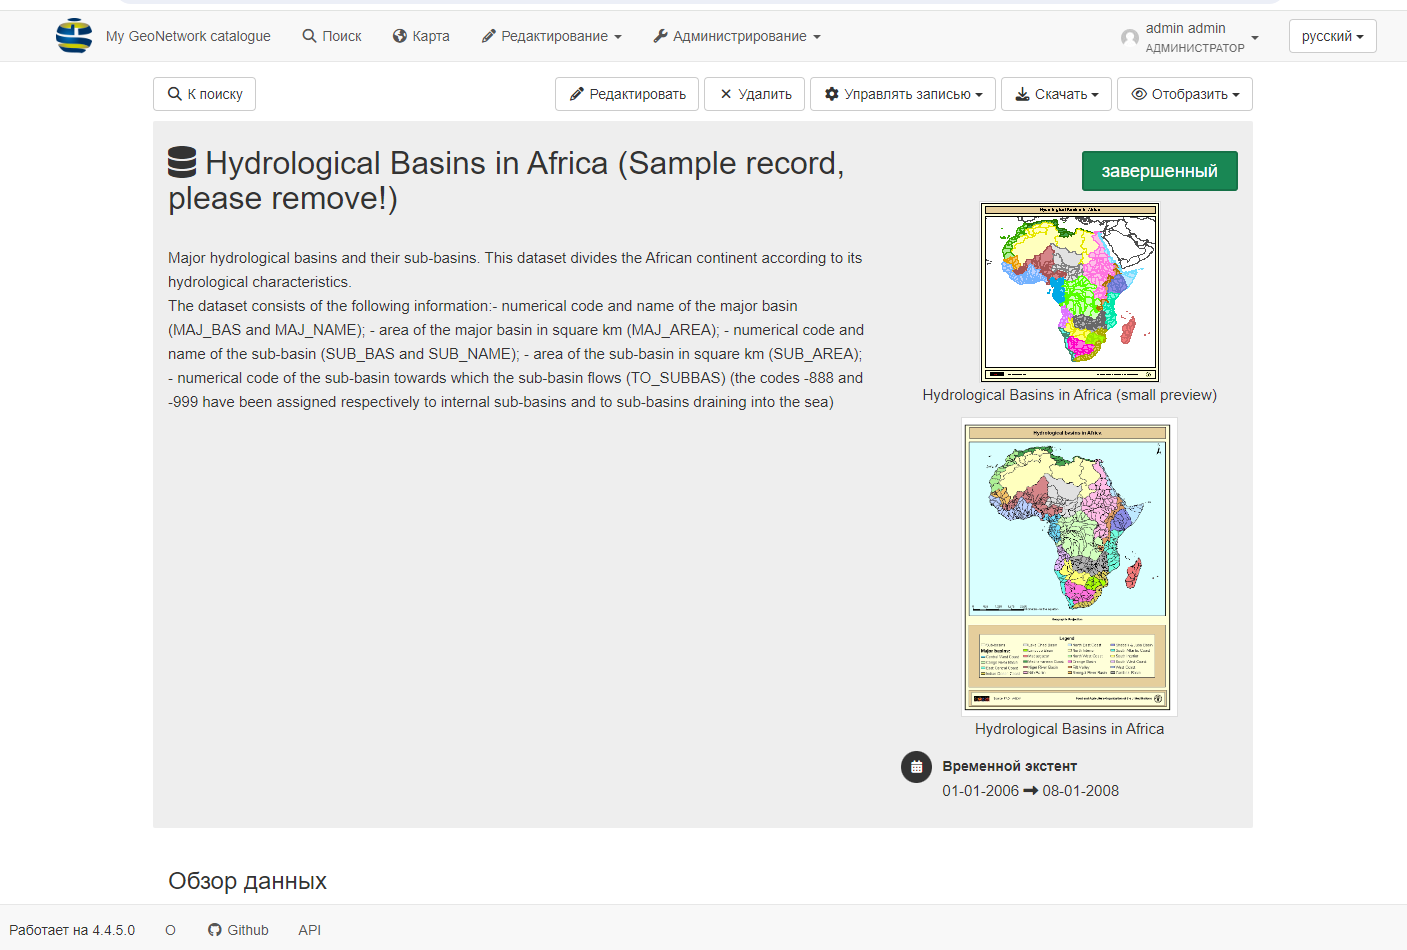 My GeoNetwork catalogue
Поиск
Карта
Редактирование
Администрирование
admin admin
АДМИНИСТРАТОР
русский
К поиску
Редактировать
Удалить
Управлять записью
Скачать
Отобразить
Hydrological Basins in Africa (Sample record,
please remove!)
завершенный
Major hydrological basins and their sub-basins. This dataset divides the African continent according to its
hydrological characteristics.
The dataset consists of the following information:- numerical code and name of the major basin
(MAJ_BAS and MAJ_NAME); - area of the major basin in square km (MAJ_AREA); - numerical code and
name of the sub-basin (SUB_BAS and SUB_NAME); - area of the sub-basin in square km (SUB_AREA);
- numerical code of the sub-basin towards which the sub-basin flows (TO_SUBBAS) (the codes -888 and
-999 have been assigned respectively to internal sub-basins and to sub-basins draining into the sea)
Hydrological Basins in Africa
Hydrological Basins in Africa (small preview)
Hydrological basins in Africa
Legend
Major basins:
Hydrological Basins in Africa
Временной экстент
01-01-2006 ➞ 08-01-2008
Обзор данных
Работает на 4.4.5.0
О
Github
API